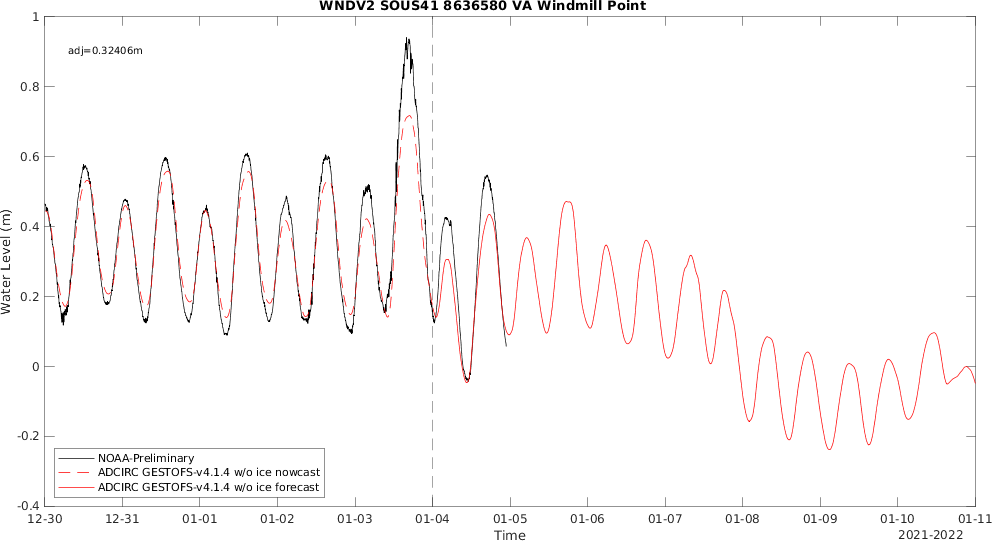 WNDV2 SOUS41 8636580 VA Windmill Point
adj=0.32406m
1
0.8
0.6
0.4
0.2
0
-0.2
-0.4
Water Level (m)
NOAA-Preliminary
ADCIRC GESTOFS-v4.1.4 w/o ice nowcast
ADCIRC GESTOFS-v4.1.4 w/o ice forecast
12-30 12-31 01-01 01-02 01-03 01-04 01-05 01-06 01-07 01-08 01-09 01-10 01-11
Time
2021-2022